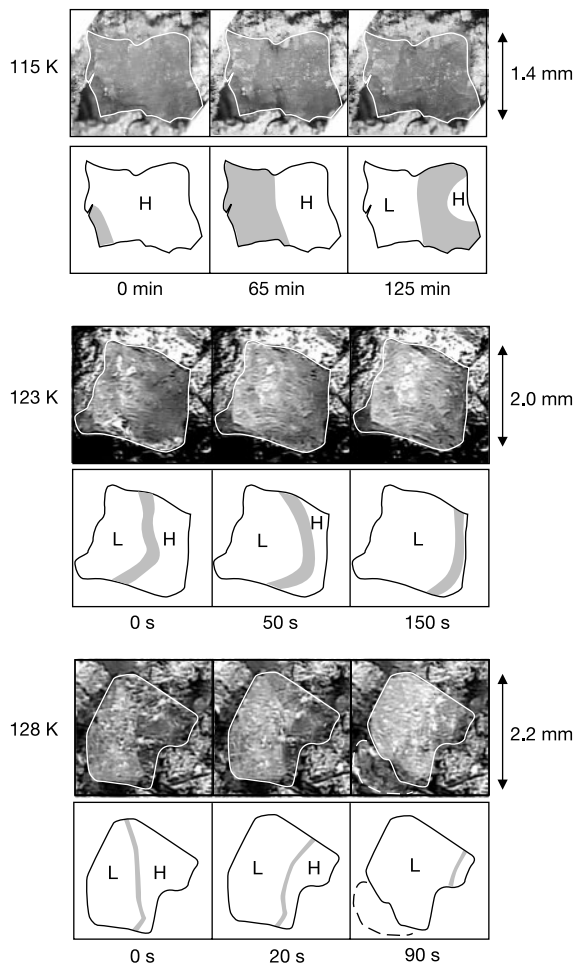 115 K
1.4 mm
H
H
L
H
0 min
65 min
125 min
123 K
2.0 mm
L
H
L
H
L
0 s
50 s
150 s
128 K
2.2 mm
L
H
L
H
L
0 s
20 s
90 s